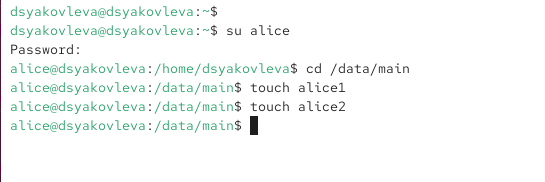 dsyakovleva@dsyakovleva:~$
dsyakovleva@dsyakovleva:~$ su alice
Password:
alice@dsyakovleva:/home/dsyakovleva$ cd /data/main
alice@dsyakovleva:/data/main$ touch alice1
alice@dsyakovleva:/data/main$ touch alice2
alice@dsyakovleva:/data/main$